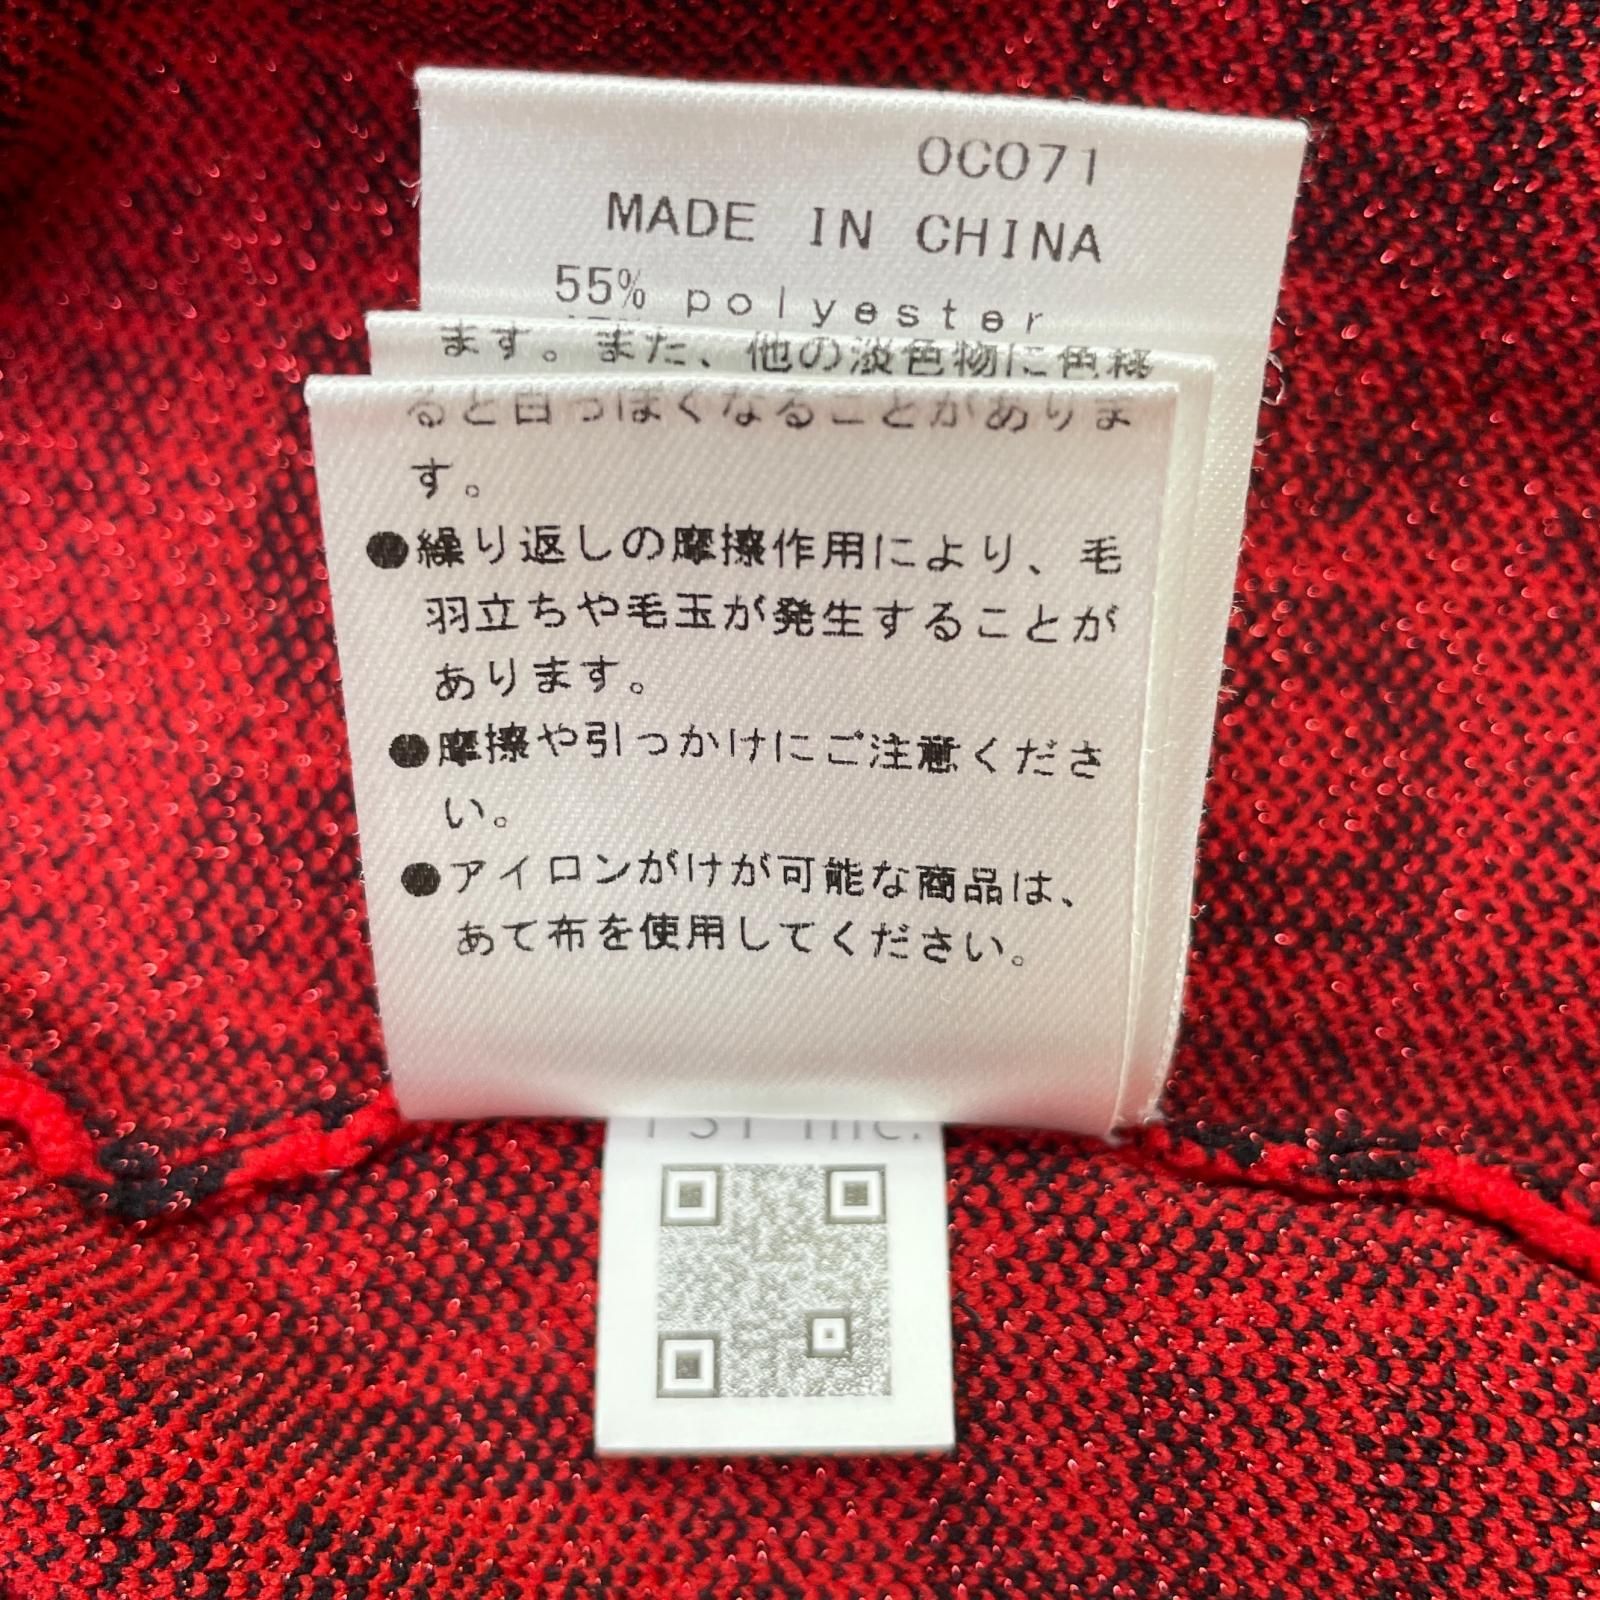 0C071
MADE IN CHINA
55% polyester
ます。また、他の淡色物に色移
ると白っぽくなることがありま
す。
●繰り返しの摩擦作用により、毛
羽立ちや毛玉が発生することが
あります。
●摩擦や引っかけにご注意くださ
い。
●アイロンがけが可能な商品は、
あて布を使用してください。